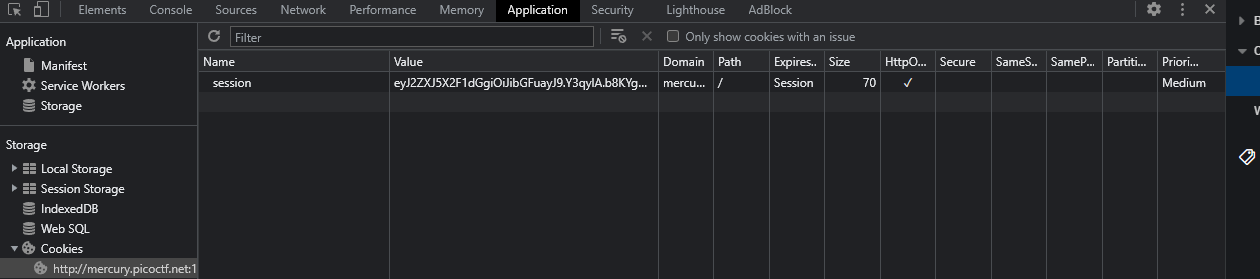 Elements Console Sources Network Performance Memory Application Security Lighthouse AdBlock
Application
Filter
Only show cookies with an issue
Manifest
Service Workers
Storage
Name Value Domain Path Expires... Size HttpO... Secure SameS... SameP... Partiti... Priori...
session eyJ2ZXJ5X2F1dGgiOiJibGFuayJ9.Y3qyIA.b8KYg... mercu... / Session 70 ✓ Medium
Storage
Local Storage
Session Storage
IndexedDB
Web SQL
Cookies
http://mercury.picoctf.net:1